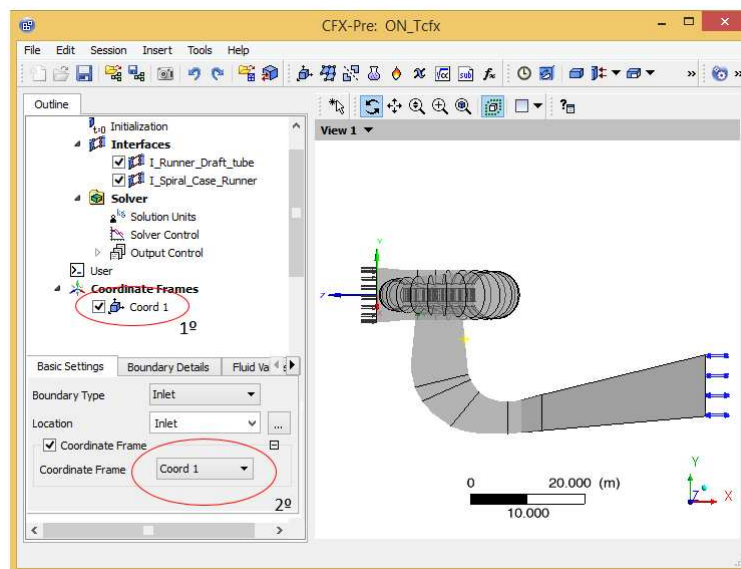 CFX-Pre: ON_Tcfx
File Edit Session Insert Tools Help
Outline
t=0 Initialization
Interfaces
I_Runner_Draft_tube
I_Spiral_Case_Runner
Solver
Solution Units
Solver Control
Output Control
User
Coordinate Frames
Coord 1
1º
Basic Settings Boundary Details Fluid Va
Boundary Type Inlet
Location Inlet ...
Coordinate Frame
Coordinate Frame Coord 1
2º
View 1
Y
Z
0 20.000 (m)
10.000
Y
Z X